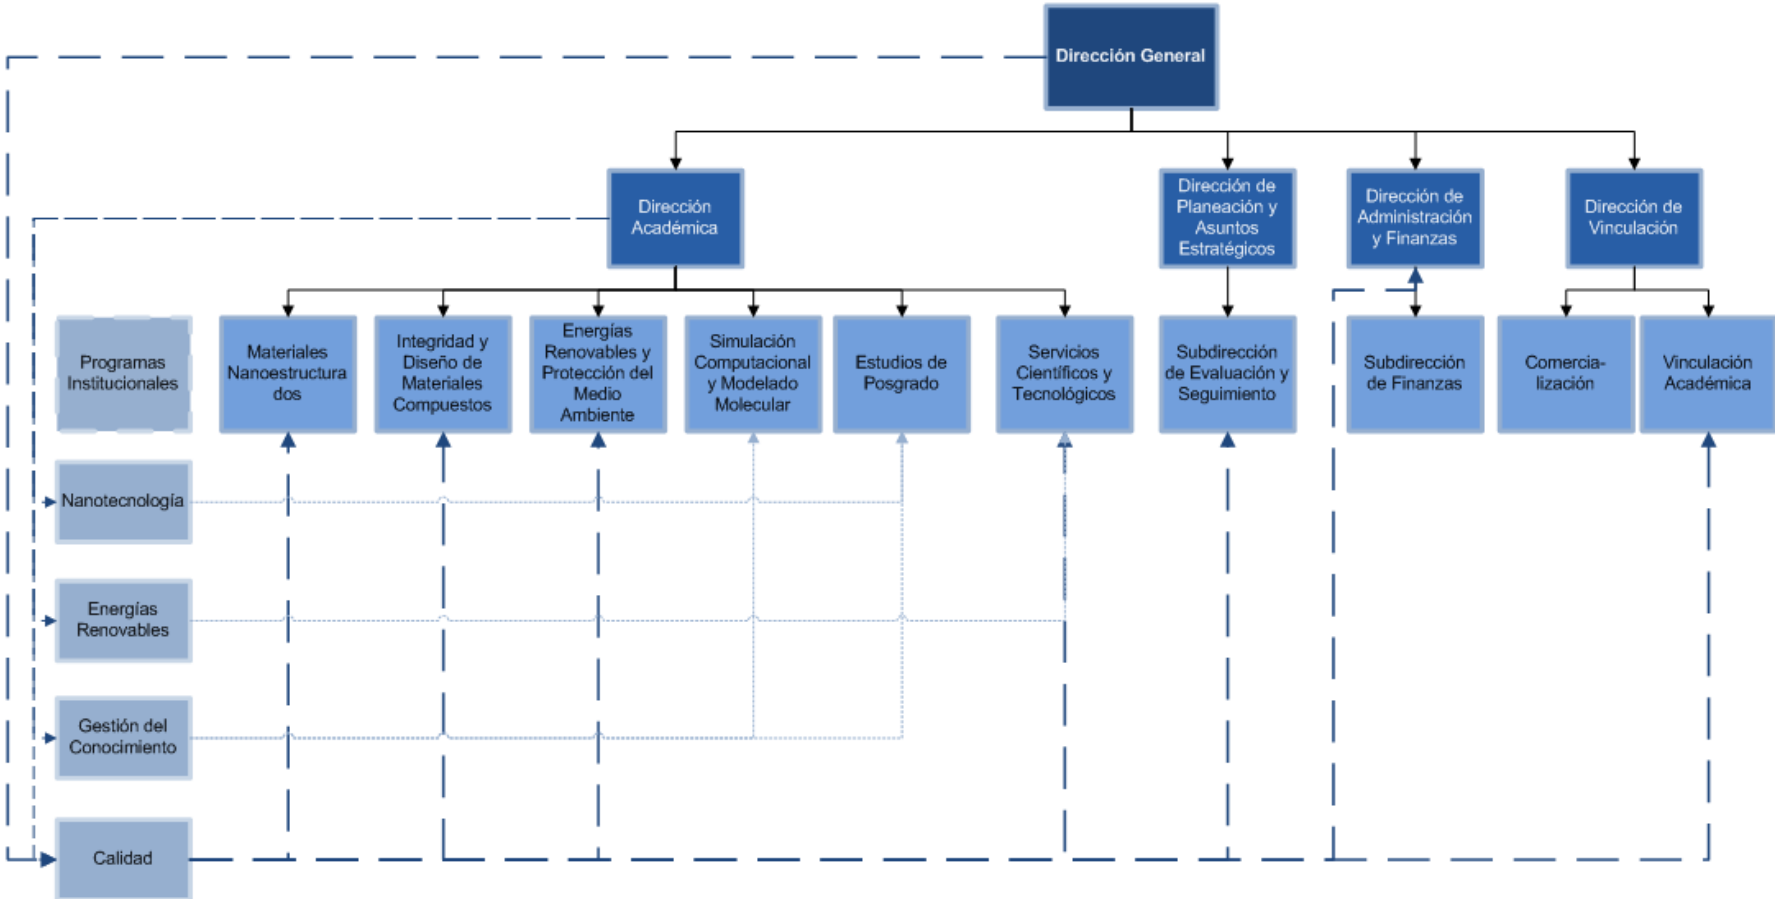 Dirección General
Dirección
Académica
Dirección de
Planeación y
Asuntos
Estratégicos
Dirección de
Administración
y Finanzas
Dirección de
Vinculación
Programas
Institucionales
Materiales
Nanoestructura
dos
Integridad y
Diseño de
Materiales
Compuestos
Energías
Renovables y
Protección del
Medio
Ambiente
Simulación
Computacional
y Modelado
Molecular
Estudios de
Posgrado
Servicios
Científicos y
Tecnológicos
Subdirección
de Evaluación y
Seguimiento
Subdirección
de Finanzas
Comercia-
lización
Vinculación
Académica
Nanotecnología
Energías
Renovables
Gestión del
Conocimiento
Calidad